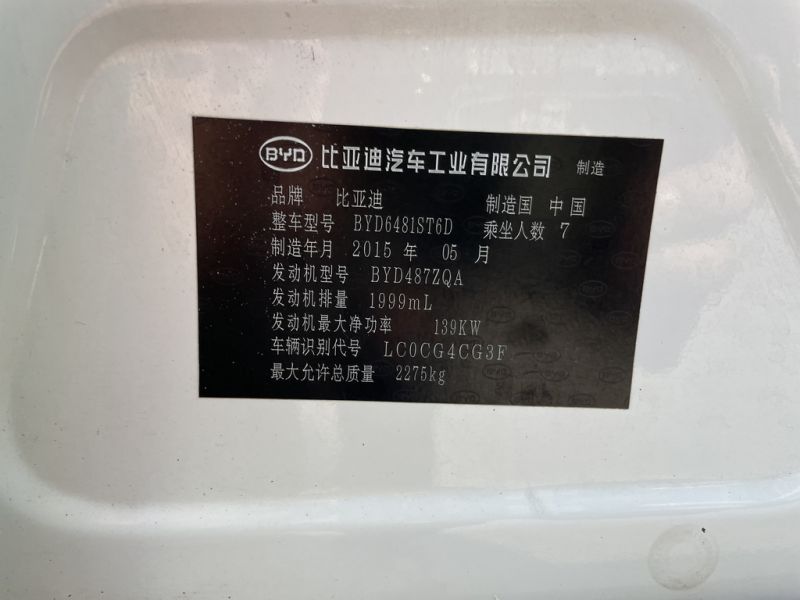 BYD 比亚迪汽车工业有限公司 制造
品牌 比亚迪 制造国 中国
整车型号 BYD6481ST6D 乘坐人数 7
制造年月 2015 年 05 月
发动机型号 BYD487ZQA
发动机排量 1999mL
发动机最大净功率 139KW
车辆识别代号 LC0CG4CG3F
最大允许总质量 2275kg